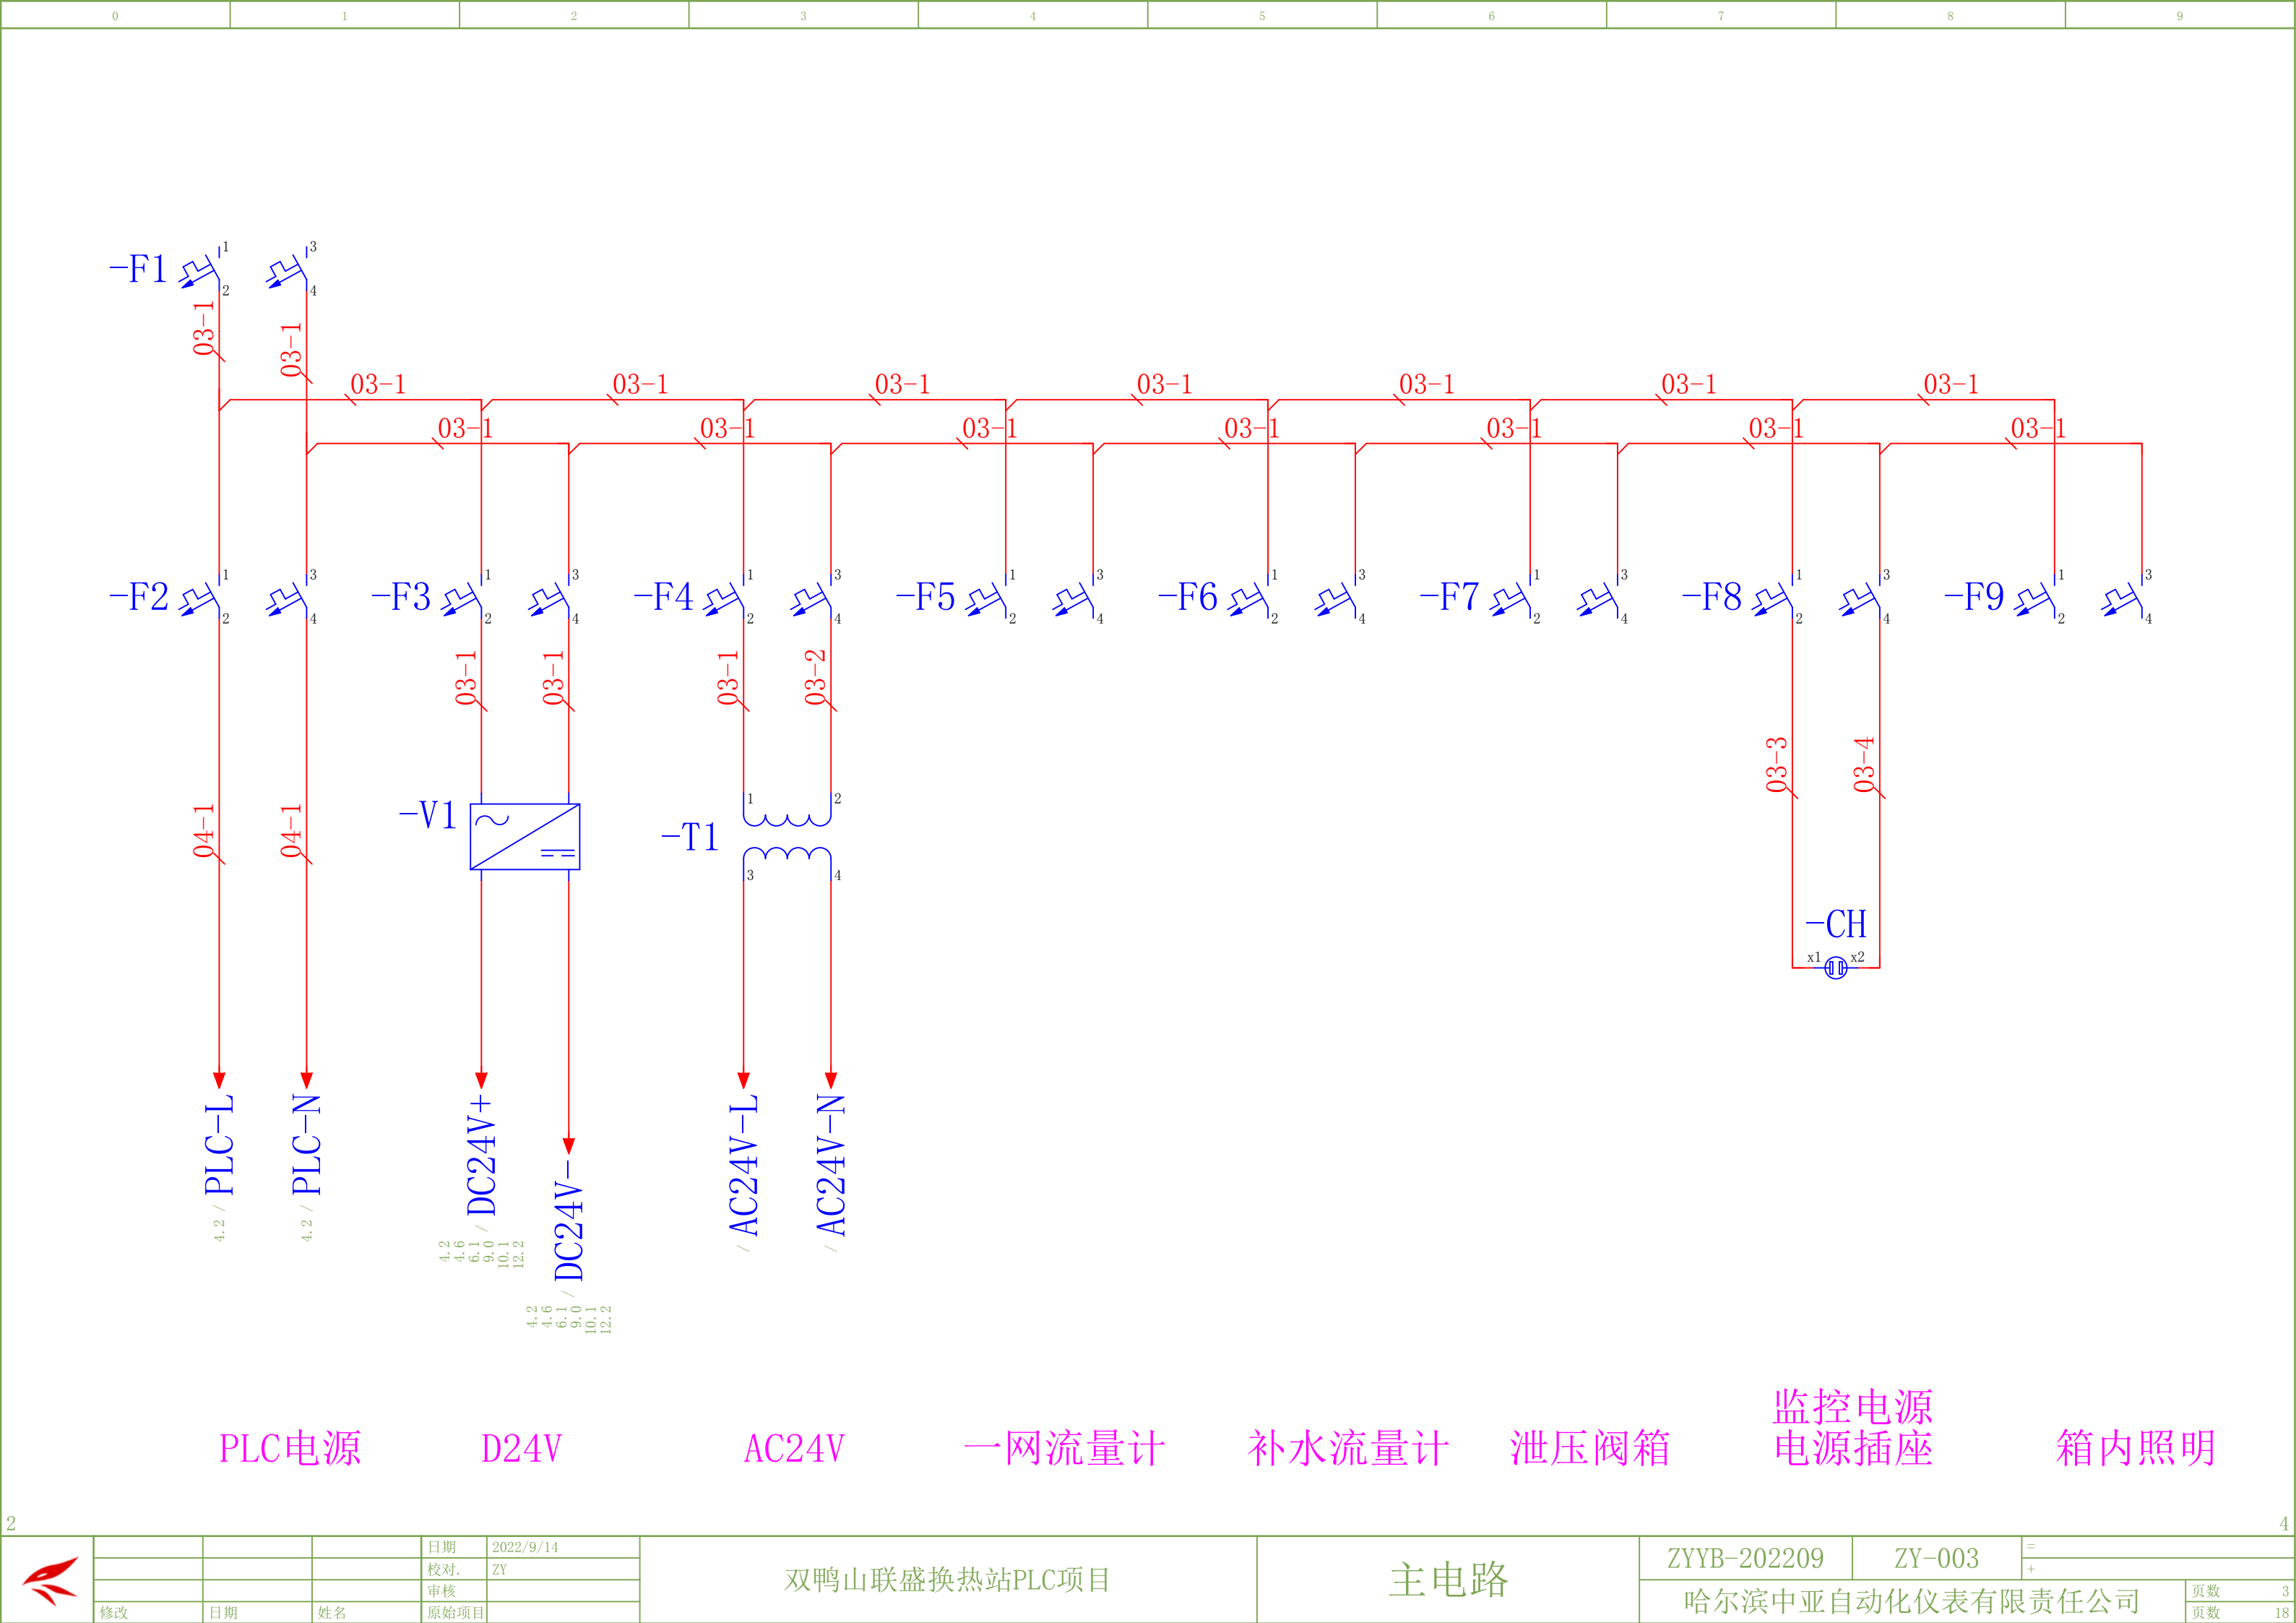 0 1 2 3 4 5 6 7 8 9
1 3
-F1
2 4
03-1 03-1
03-1 03-1 03-1 03-1 03-1 03-1 03-1
03-1 03-1 03-1 03-1 03-1 03-1 03-1
1 3 1 3 1 3 1 3 1 3 1 3 1 3 1 3
-F2 -F3 -F4 -F5 -F6 -F7 -F8 -F9
2 4 2 4 2 4 2 4 2 4 2 4 2 4 2 4
03-1 03-1 03-1 03-2
03-3 03-4
04-1 04-1
-V1
1 2
-T1
3 4
-CH
x1 x2
4.2 / PLC-L
4.2 / PLC-N
/ DC24V+
4.2
4.6
6.1
9.0
10.1
12.2
/ DC24V-
4.2
4.6
6.1
9.0
10.1
12.2
/ AC24V-L
/ AC24V-N
PLC电源
D24V
AC24V
一网流量计
补水流量计
泄压阀箱
监控电源
电源插座
箱内照明
2 4
日期 2022/9/14
校对. ZY
审核
修改 日期 姓名 原始项目
双鸭山联盛换热站PLC项目
主电路
ZYYB-202209 ZY-003
=
+
哈尔滨中亚自动化仪表有限责任公司
页数 3
页数 18